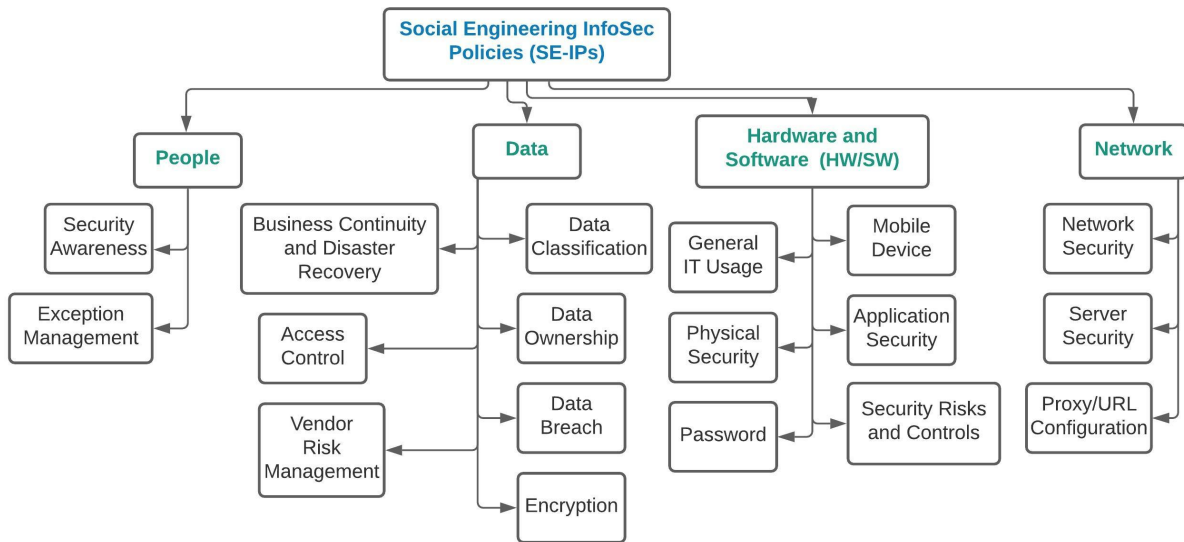 Social Engineering InfoSec
Policies (SE-IPs)
People
Data
Hardware and
Software (HW/SW)
Network
Security
Awareness
Exception
Management
Business Continuity
and Disaster
Recovery
Access
Control
Vendor
Risk
Management
Data
Classification
Data
Ownership
Data
Breach
Encryption
General
IT Usage
Physical
Security
Password
Mobile
Device
Application
Security
Security Risks
and Controls
Network
Security
Server
Security
Proxy/URL
Configuration